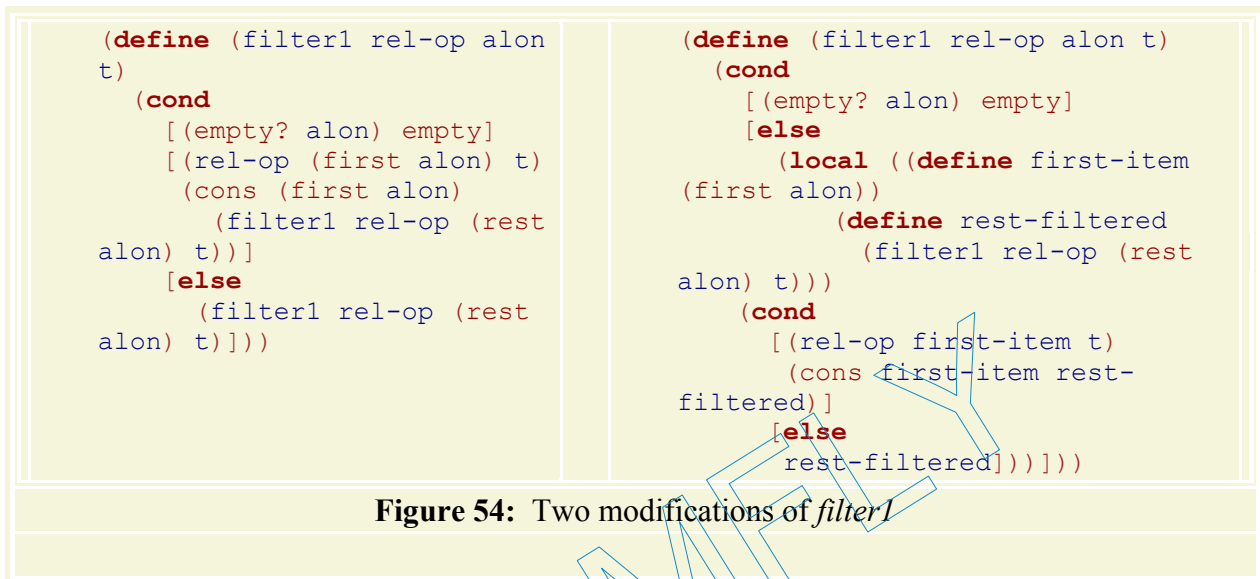 (define (filter1 rel-op alon
t)
(cond
[(empty? alon) empty]
[(rel-op (first alon) t)
(cons (first alon)
(filter1 rel-op (rest
alon) t))]
[else
(filter1 rel-op (rest
alon) t)]))
(define (filter1 rel-op alon t)
(cond
[(empty? alon) empty]
[else
(local ((define first-item
(first alon))
(define rest-filtered
(filter1 rel-op (rest
alon) t)))
(cond
[(rel-op first-item t)
(cons first-item rest-
filtered)]
[else
rest-filtered]))]))
Figure 54: Two modifications of filter1
MELY